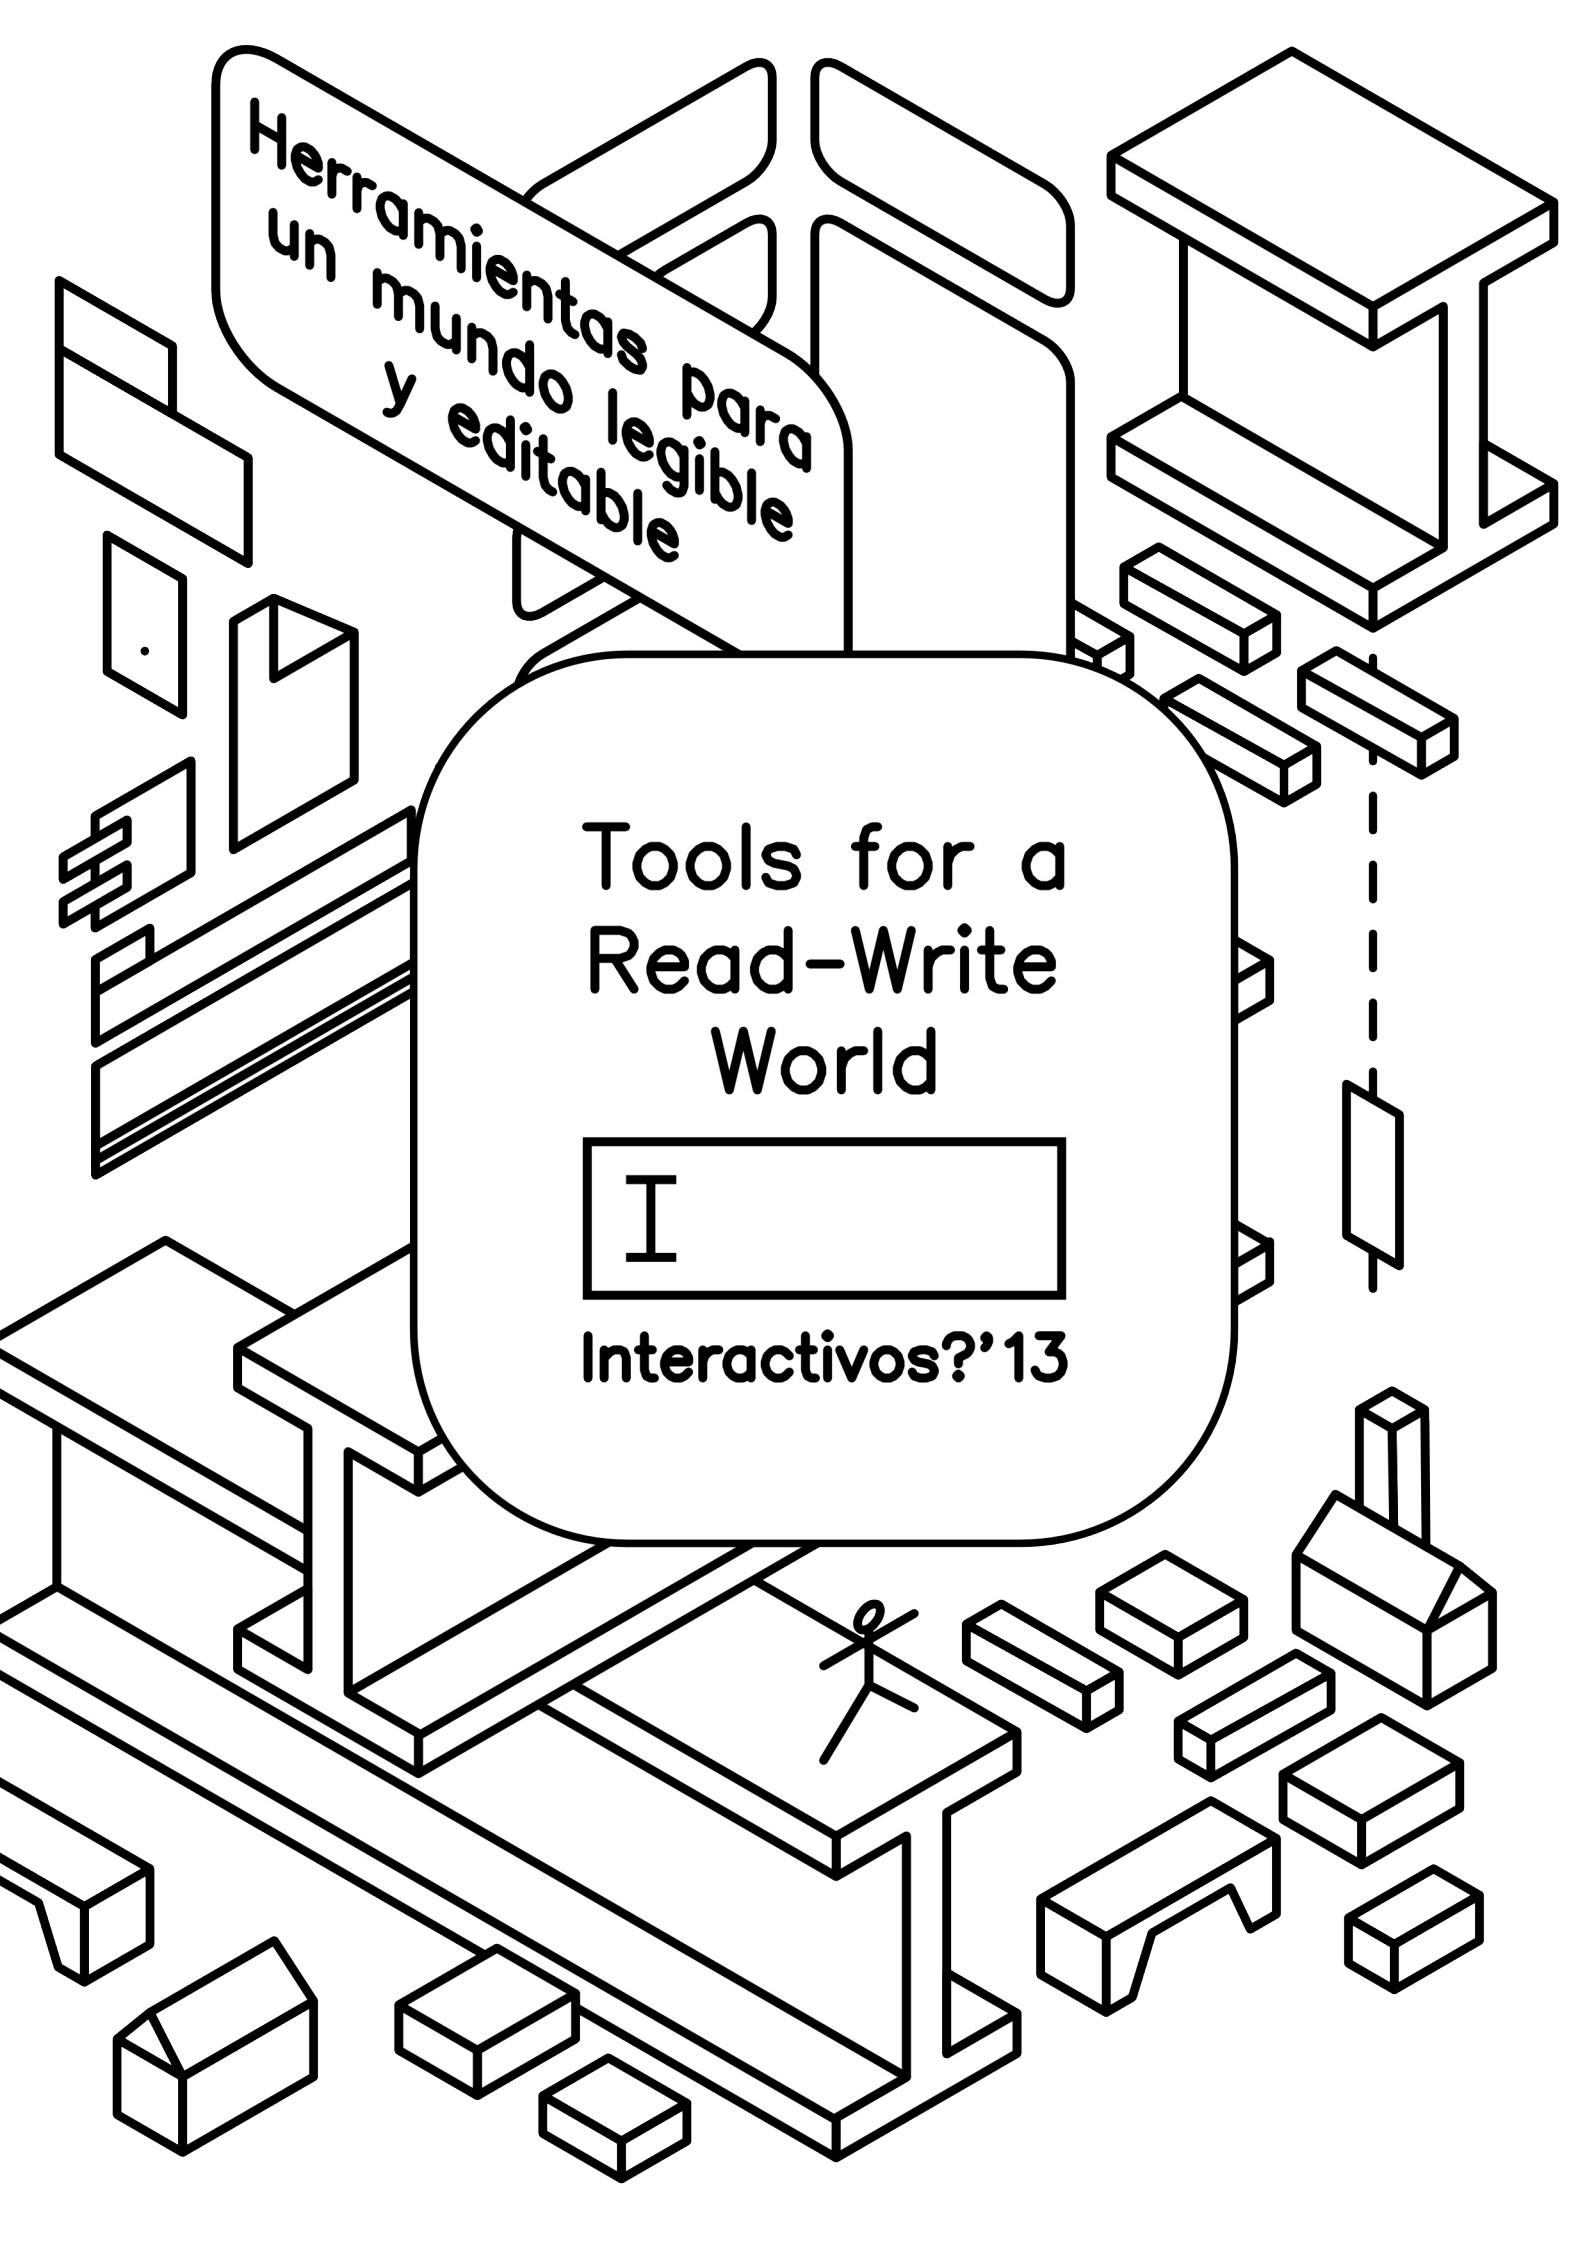 Herramientas para
un mundo legible
y editable
Tools for a
Read-Write
World
Interactivos?'13